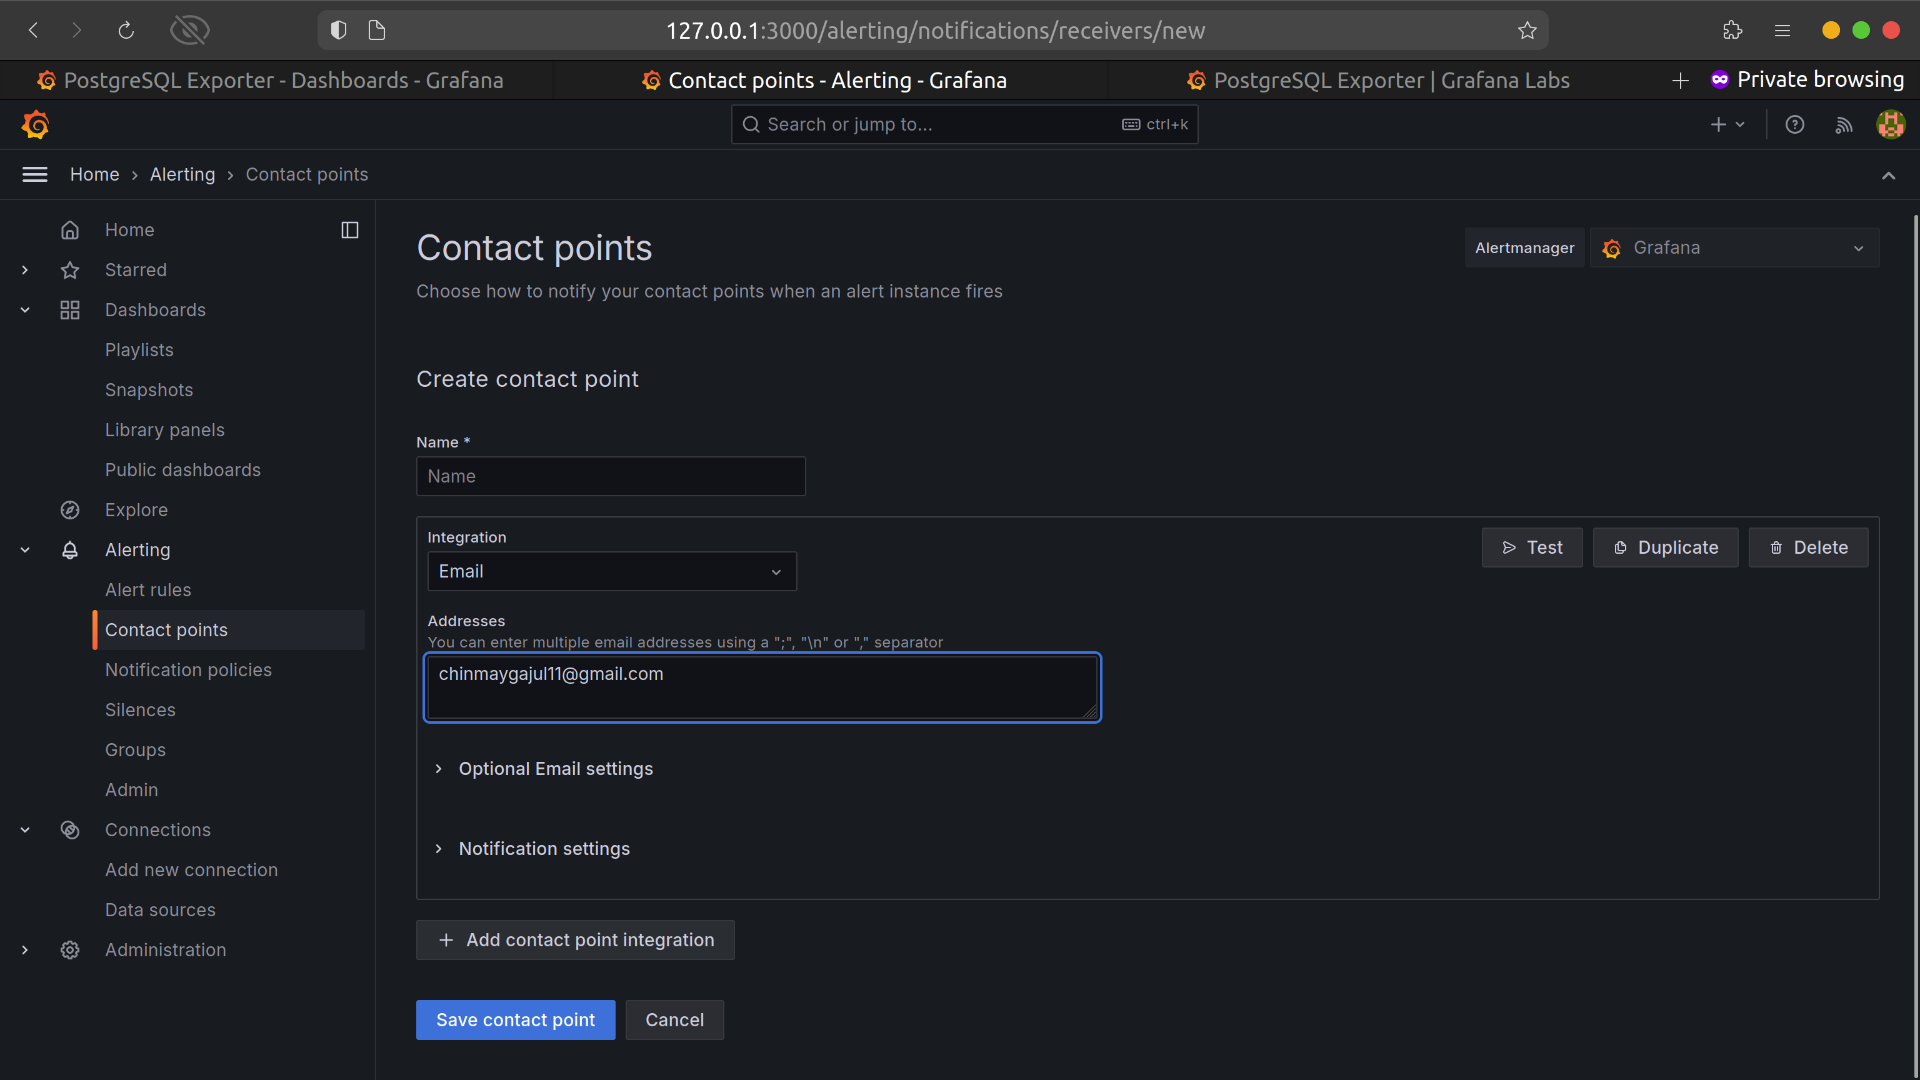 127.0.0.1:3000/alerting/notifications/receivers/new
PostgreSQL Exporter - Dashboards - Grafana
Contact points - Alerting - Grafana
PostgreSQL Exporter | Grafana Labs
Private browsing
Search or jump to...
ctrl+k
Home › Alerting › Contact points
Home
Starred
Dashboards
Playlists
Snapshots
Library panels
Public dashboards
Explore
Alerting
Alert rules
Contact points
Notification policies
Silences
Groups
Admin
Connections
Add new connection
Data sources
Administration
Contact points
Alertmanager
Grafana
Choose how to notify your contact points when an alert instance fires
Create contact point
Name *
Name
Integration
Email
Test
Duplicate
Delete
Addresses
You can enter multiple email addresses using a ";", "\n" or "," separator
chinmaygajul11@gmail.com
Optional Email settings
Notification settings
Add contact point integration
Save contact point
Cancel